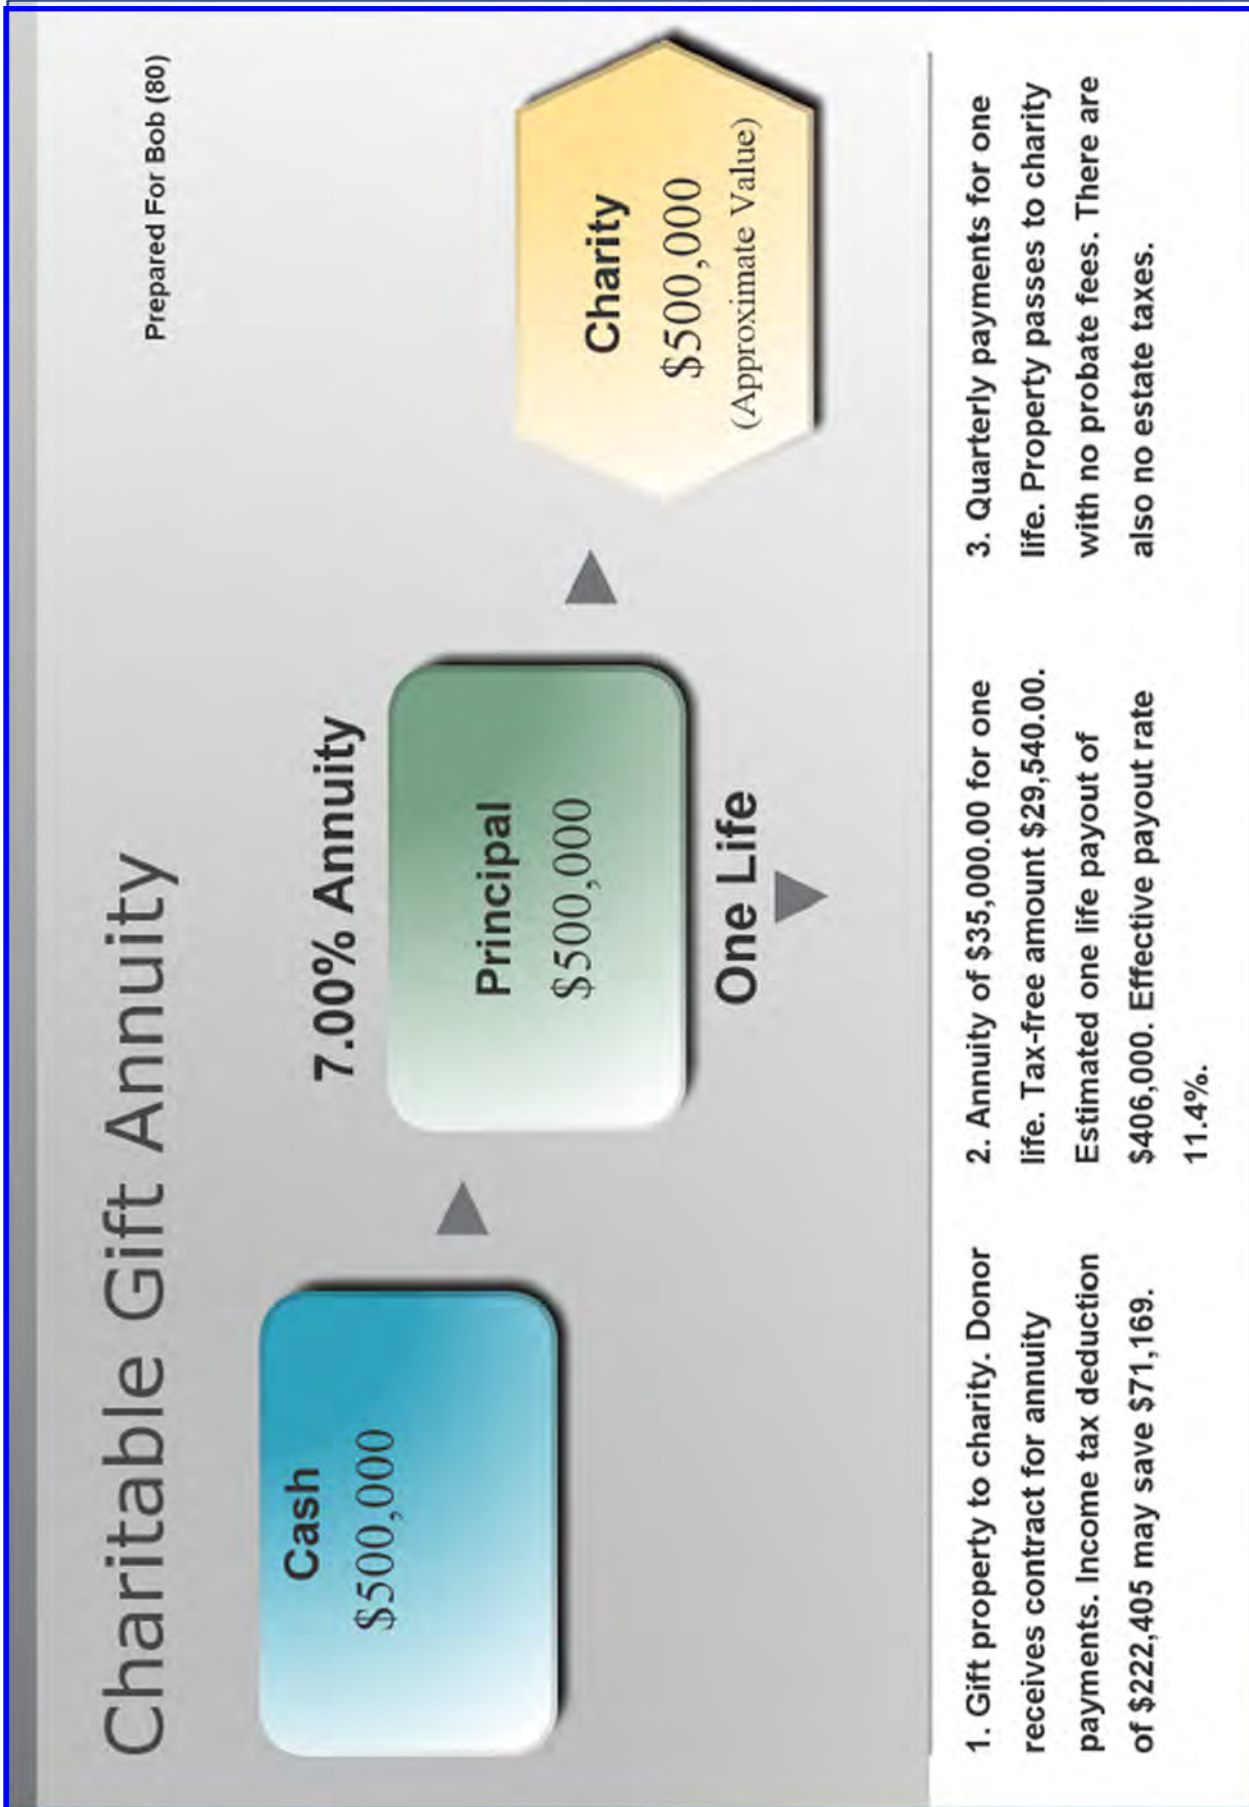 Charitable Gift Annuity
Prepared For Bob (80)
Cash
$500,000
7.00% Annuity
Principal
$500,000
One Life
Charity
$500,000
(Approximate Value)
1. Gift property to charity. Donor
receives contract for annuity
payments. Income tax deduction
of $222,405 may save $71,169.
2. Annuity of $35,000.00 for one
life. Tax-free amount $29,540.00.
Estimated one life payout of
$406,000. Effective payout rate
11.4%.
3. Quarterly payments for one
life. Property passes to charity
with no probate fees. There are
also no estate taxes.